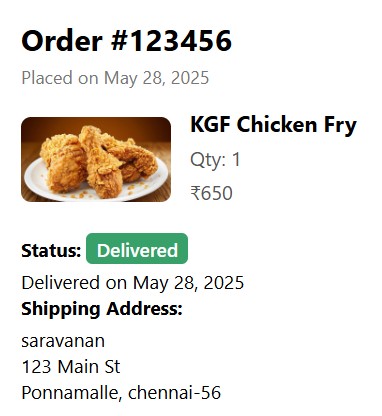 Order #123456
Placed on May 28, 2025
KGF Chicken Fry
Qty: 1
₹650
Status: Delivered
Delivered on May 28, 2025
Shipping Address:
saravanan
123 Main St
Ponnamalle, chennai-56